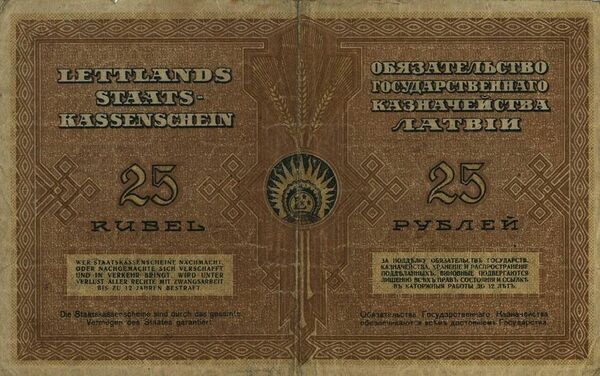 LETTLANDS
STAATS-
KASSENSCHEIN
25
RUBEL
WER STAATSKASSENSCHEINE NACHMACHT,
ODER NACHGEMACHTE SICH VERSCHAFFT
UND IN VERKEHR BRINGT, WIRD UNTER
VERLUST ALLER RECHTE MIT ZWANGSARBEIT
BIS ZU 12 JAHREN BESTRAFT.
Die Staatskassenscheine sind durch das gesamte
Vermögen des Staates garantiert.
ОБЯЗАТЕЛЬСТВО
ГОСУДАРСТВЕННАГО
КАЗНАЧЕЙСТВА
ЛАТВІИ
25
РУБЛЕЙ
ЗА ПОДДѢЛКУ ОБЯЗАТЕЛЬСТВЪ ГОСУДАРСТВ.
КАЗНАЧЕЙСТВА, ХРАНЕНІЕ И РАСПРОСТРАНЕНІЕ
ПОДДѢЛАННЫХЪ, ВИНОВНЫЕ ПОДВЕРГАЮТСЯ
ЛИШЕНІЮ ВСѢХЪ ПРАВЪ СОСТОЯНІЯ И ССЫЛКѢ
ВЪ КАТОРЖНЫЯ РАБОТЫ ДО 12 ЛѢТЪ.
Обязательства Государственнаго Казначейства
обезпечиваются всѣмъ достояніемъ Государства.